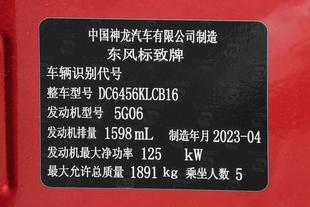 中国神龙汽车有限公司制造
东风标致牌
车辆识别代号
整车型号 DC6456KLCB16
发动机型号 5G06
发动机排量 1598 mL 制造年月 2023-04
发动机最大净功率 125 kW
最大允许总质量 1891 kg 乘坐人数 5